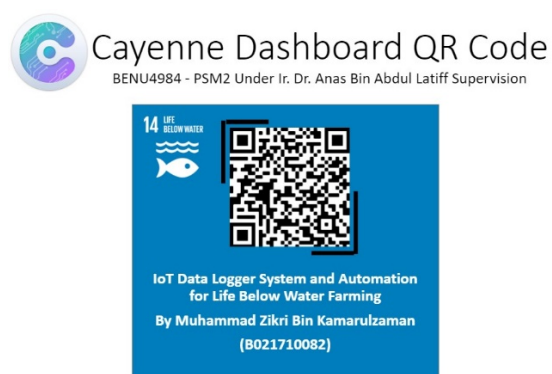 Cayenne Dashboard QR Code
BENU4984 - PSM2 Under Ir. Dr. Anas Bin Abdul Latiff Supervision
14 LIFE
BELOW WATER
IoT Data Logger System and Automation
for Life Below Water Farming
By Muhammad Zikri Bin Kamarulzaman
(B021710082)